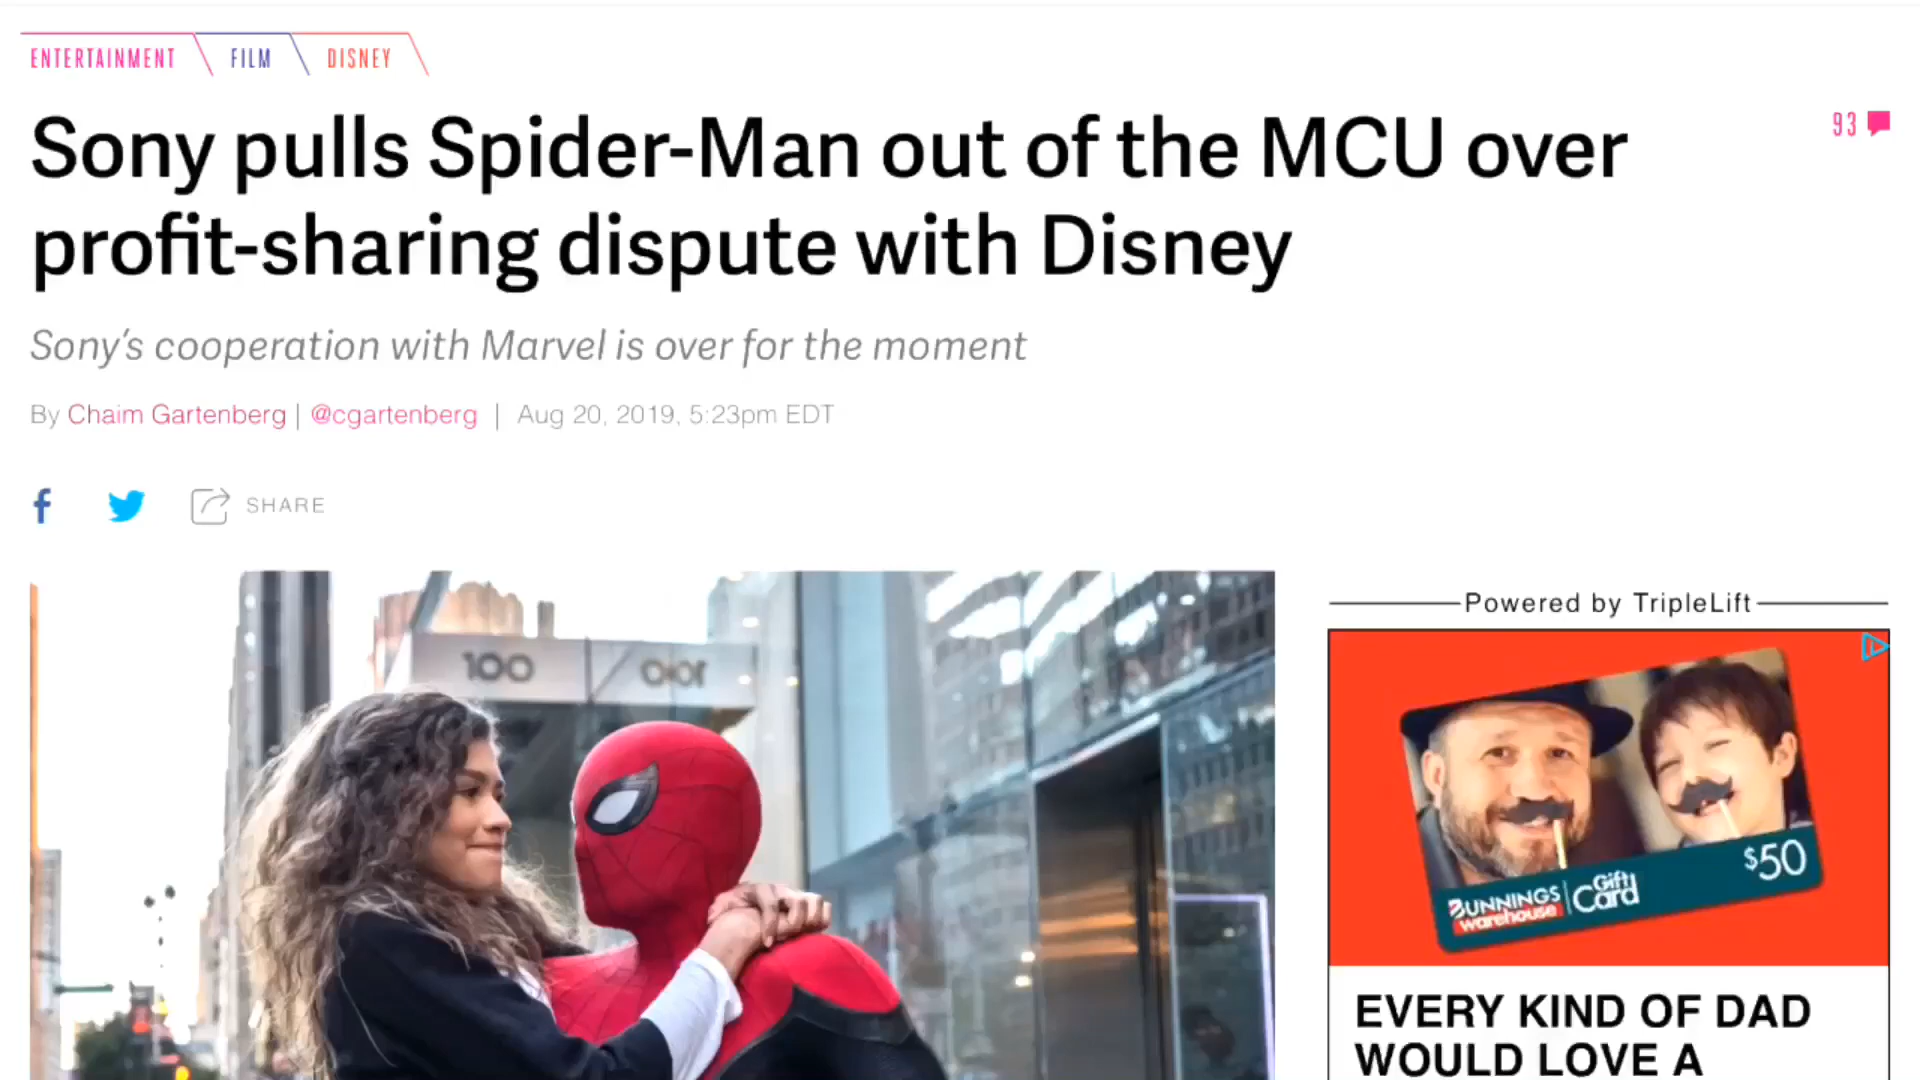 ENTERTAINMENT FILM DISNEY
Sony pulls Spider-Man out of the MCU over
profit-sharing dispute with Disney
93
Sony's cooperation with Marvel is over for the moment
By Chaim Gartenberg | @cgartenberg | Aug 20, 2019, 5:23pm EDT
SHARE
100 001
Powered by TripleLift
$50
BUNNINGS
warehouse
Gift
Card
EVERY KIND OF DAD
WOULD LOVE A